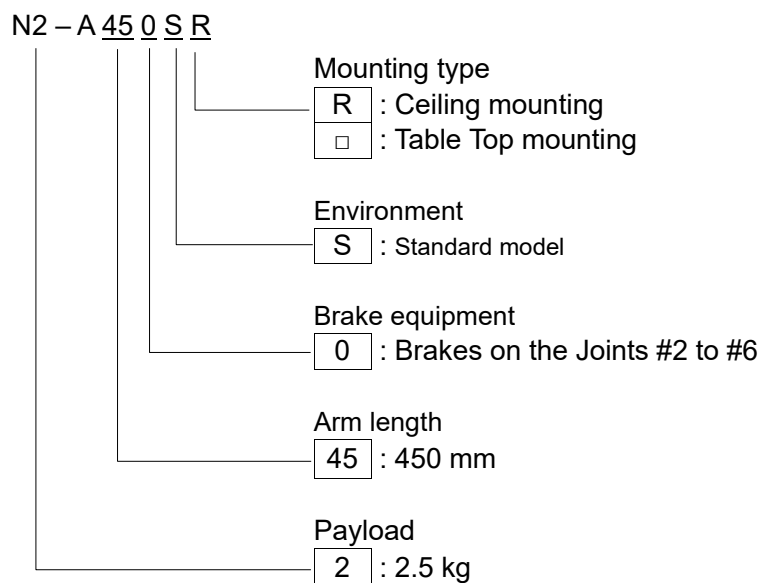 N2 – A 45 0 S R
Mounting type
R : Ceiling mounting
□ : Table Top mounting
Environment
S : Standard model
Brake equipment
0 : Brakes on the Joints #2 to #6
Arm length
45 : 450 mm
Payload
2 : 2.5 kg